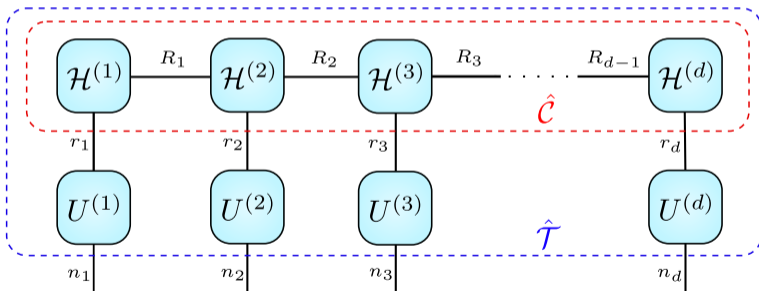 R₁ R₂ R₃ R_{d−1}
ℋ^{(1)} ℋ^{(2)} ℋ^{(3)} · · · · · ℋ^{(d)}
𝒞̂
r₁ r₂ r₃ r_d
U^{(1)} U^{(2)} U^{(3)} U^{(d)}
𝒯̂
n₁ n₂ n₃ n_d